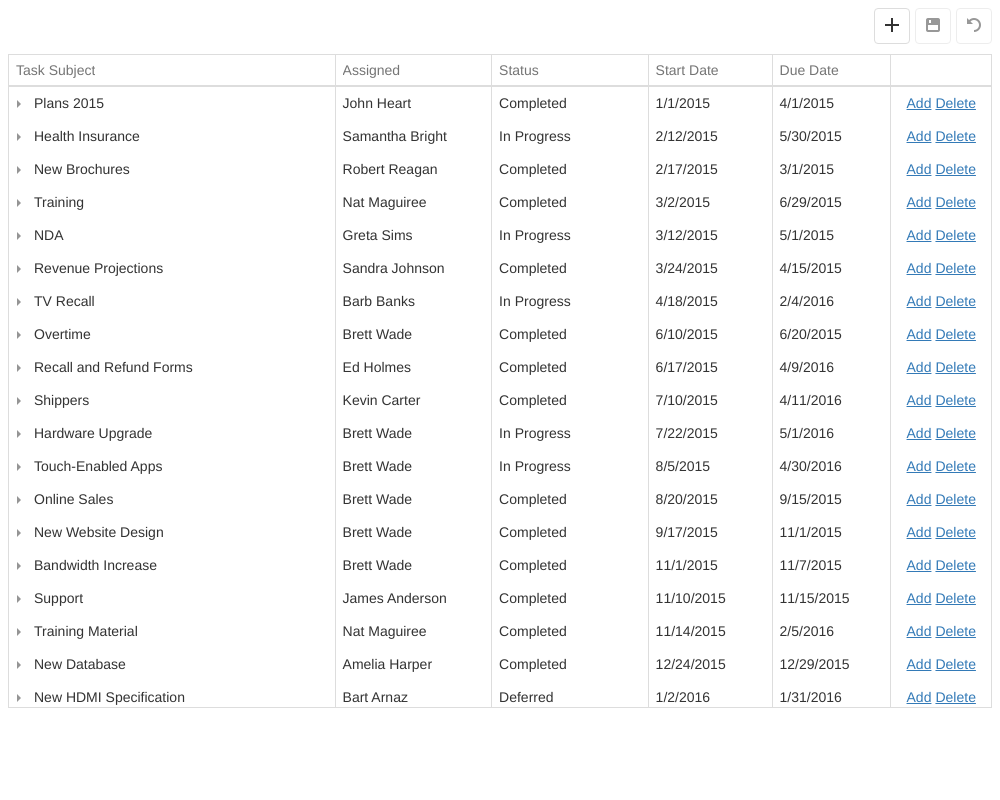 Task Subject Assigned Status Start Date Due Date
Plans 2015 John Heart Completed 1/1/2015 4/1/2015 Add Delete
Health Insurance Samantha Bright In Progress 2/12/2015 5/30/2015 Add Delete
New Brochures Robert Reagan Completed 2/17/2015 3/1/2015 Add Delete
Training Nat Maguiree Completed 3/2/2015 6/29/2015 Add Delete
NDA Greta Sims In Progress 3/12/2015 5/1/2015 Add Delete
Revenue Projections Sandra Johnson Completed 3/24/2015 4/15/2015 Add Delete
TV Recall Barb Banks In Progress 4/18/2015 2/4/2016 Add Delete
Overtime Brett Wade Completed 6/10/2015 6/20/2015 Add Delete
Recall and Refund Forms Ed Holmes Completed 6/17/2015 4/9/2016 Add Delete
Shippers Kevin Carter Completed 7/10/2015 4/11/2016 Add Delete
Hardware Upgrade Brett Wade In Progress 7/22/2015 5/1/2016 Add Delete
Touch-Enabled Apps Brett Wade In Progress 8/5/2015 4/30/2016 Add Delete
Online Sales Brett Wade Completed 8/20/2015 9/15/2015 Add Delete
New Website Design Brett Wade Completed 9/17/2015 11/1/2015 Add Delete
Bandwidth Increase Brett Wade Completed 11/1/2015 11/7/2015 Add Delete
Support James Anderson Completed 11/10/2015 11/15/2015 Add Delete
Training Material Nat Maguiree Completed 11/14/2015 2/5/2016 Add Delete
New Database Amelia Harper Completed 12/24/2015 12/29/2015 Add Delete
New HDMI Specification Bart Arnaz Deferred 1/2/2016 1/31/2016 Add Delete